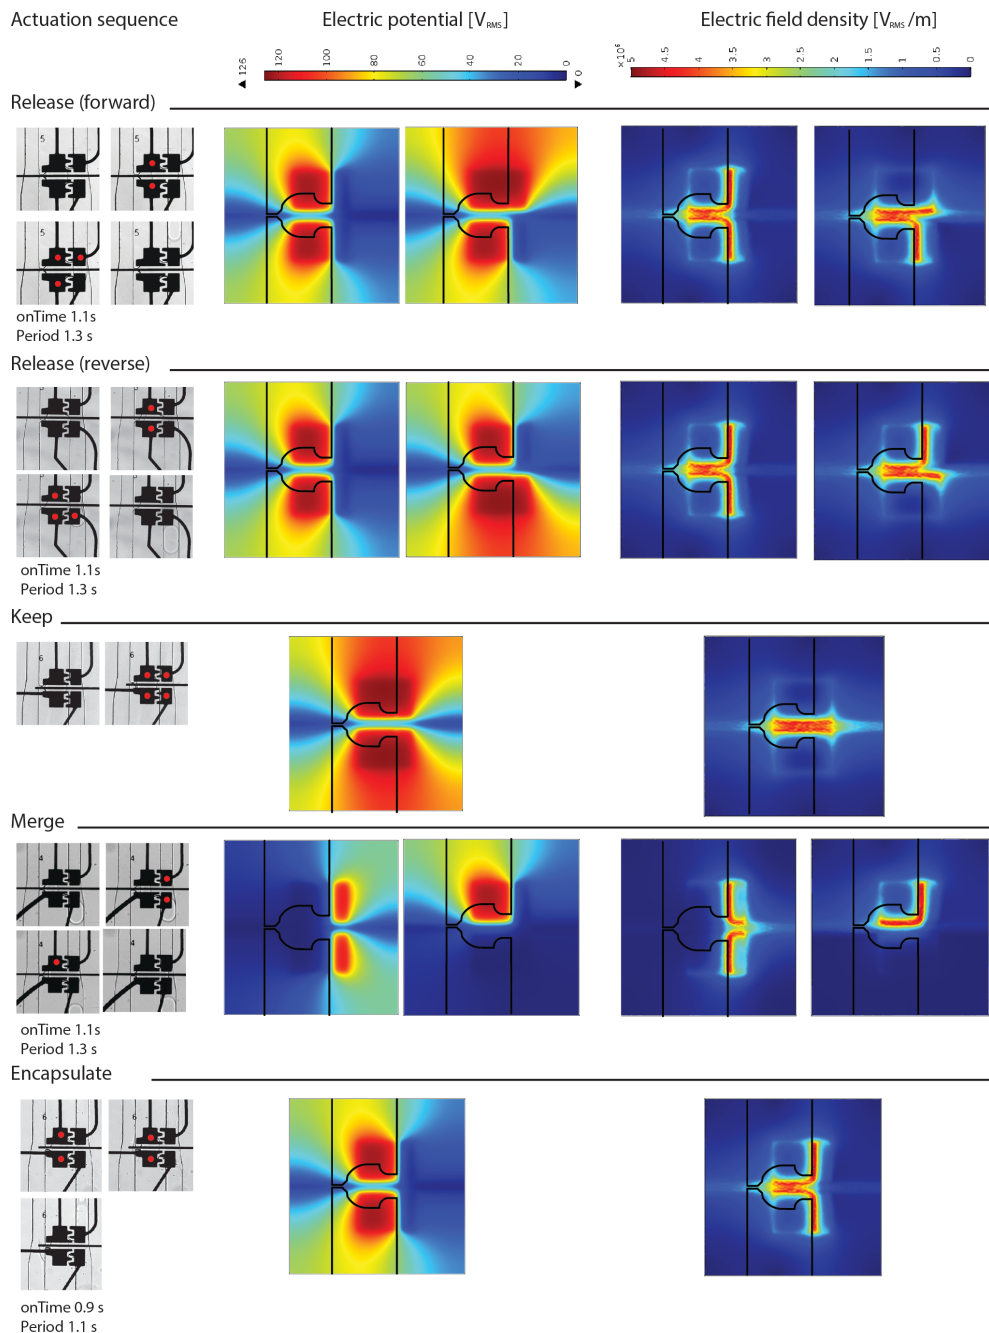 Actuation sequence
Electric potential [V RMS]
Electric field density [V RMS /m]
◄ 126
120
100
80
60
40
20
0
▼ 0
×10⁶
5
4.5
4
3.5
3
2.5
2
1.5
1
0.5
0
Release (forward)
5
5
5
5
onTime 1.1s
Period 1.3 s
Release (reverse)
onTime 1.1s
Period 1.3 s
Keep
6
6
Merge
4
4
4
4
onTime 1.1s
Period 1.3 s
Encapsulate
6
6
6
onTime 0.9 s
Period 1.1 s